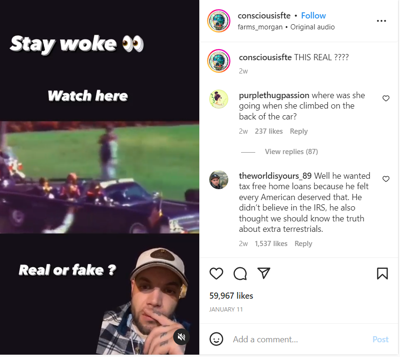 Stay woke 👀
Watch here
Real or fake ?
consciousisfte • Follow
farms_morgan • Original audio
consciousisfte THIS REAL ????
2w
purplethugpassion where was she
going when she climbed on the
back of the car?
2w 237 likes Reply
View replies (87)
theworldisyours_89 Well he wanted
tax free home loans because he felt
every American deserved that. He
didn't believe in the IRS, he also
thought we should know the truth
about extra terrestrials.
2w 1,537 likes Reply
59,967 likes
JANUARY 11
Add a comment...
Post